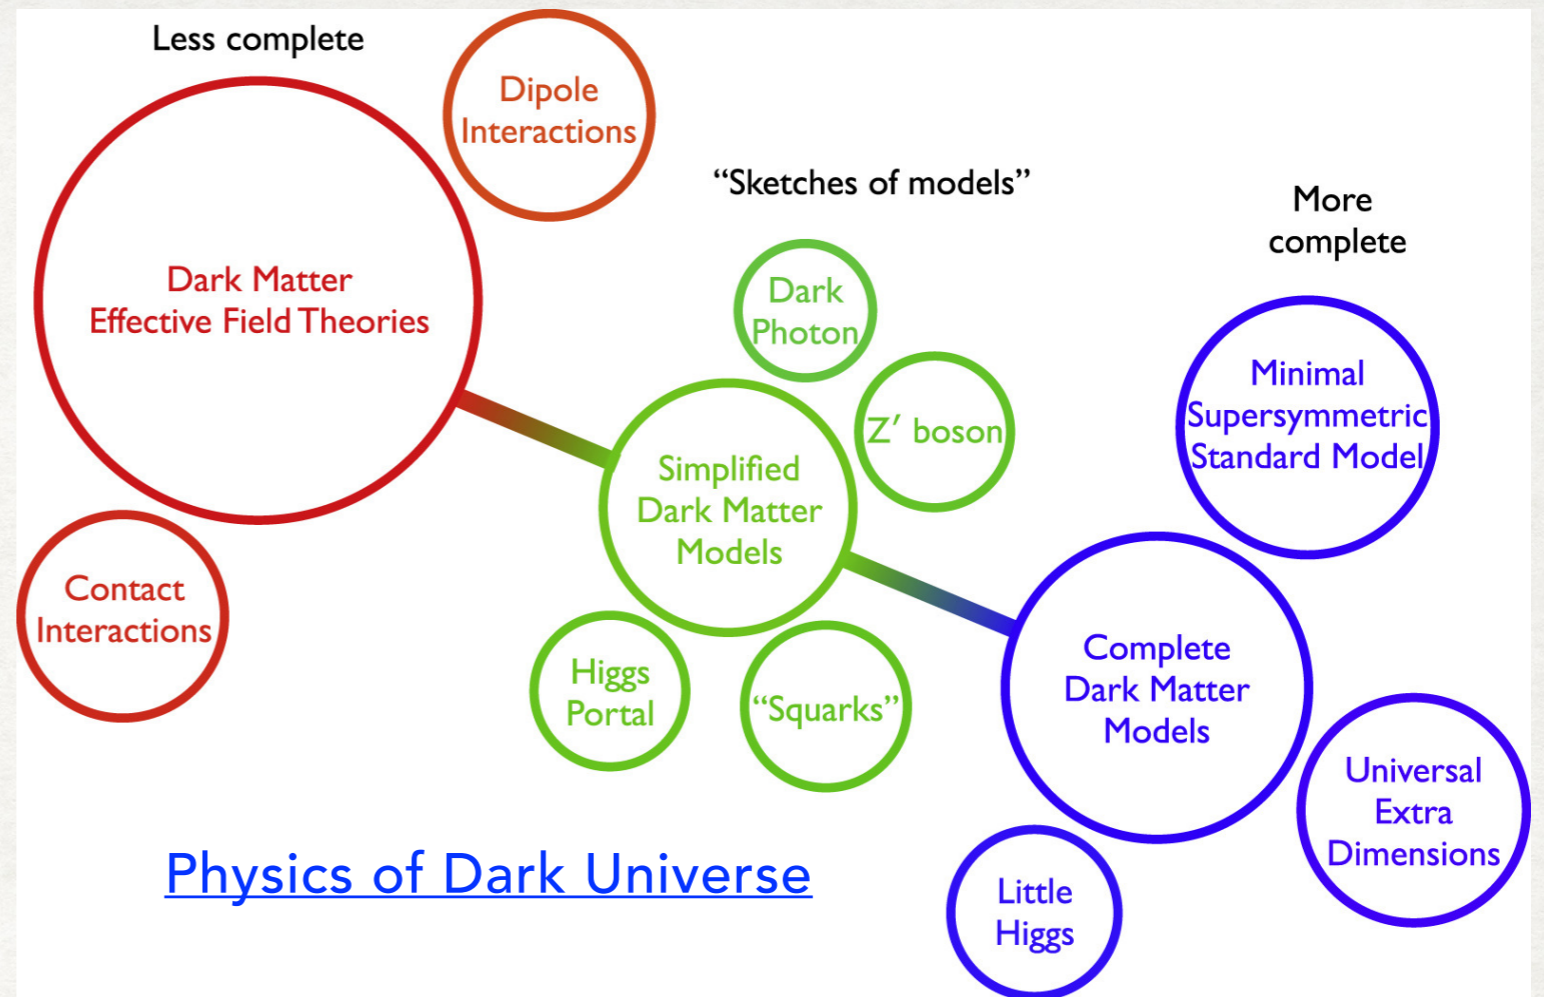 Less complete
Dipole
Interactions
Dark Matter
Effective Field Theories
Contact
Interactions
“Sketches of models”
Dark
Photon
Z′ boson
Simplified
Dark Matter
Models
Higgs
Portal
“Squarks”
More
complete
Minimal
Supersymmetric
Standard Model
Complete
Dark Matter
Models
Universal
Extra
Dimensions
Little
Higgs
Physics of Dark Universe